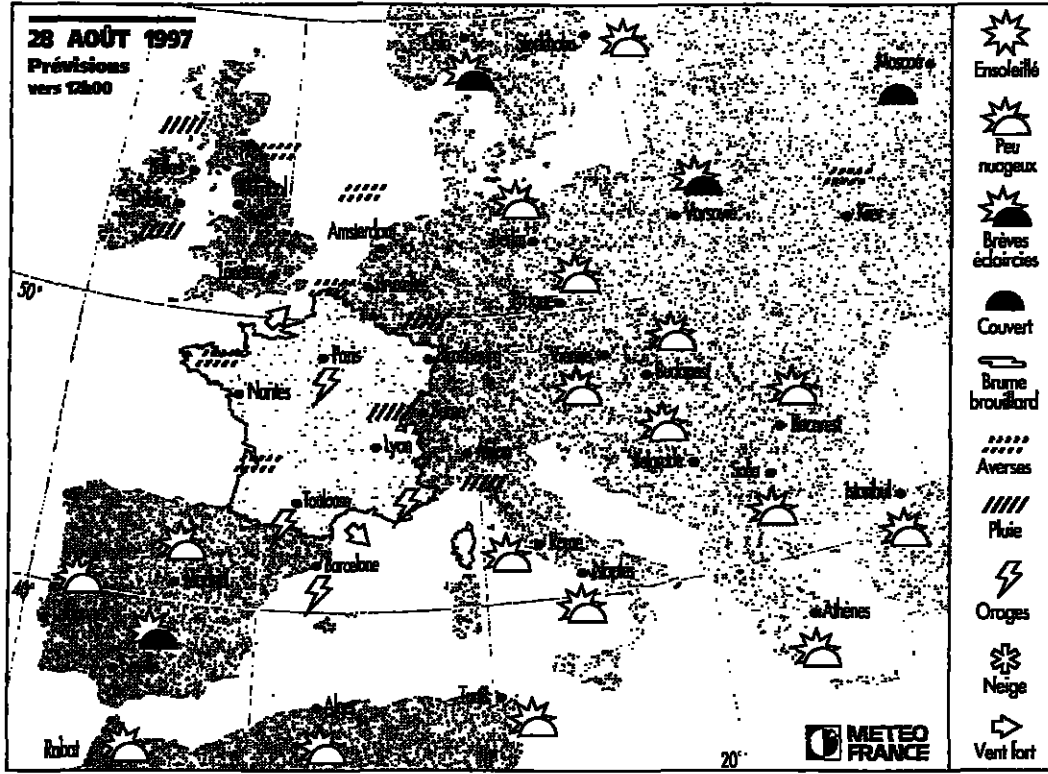 28 AOÛT 1997
Prévisions
vers 12h00
Stockholm
Moscou
Varsovie
Kiev
Amsterdam
Berlin
Londres
Bruxelles
50°
Prague
Paris
Strasbourg
Vienne
Budapest
Nantes
Bucarest
Lyon
Milan
Belgrade
Sofia
Istanbul
Toulouse
Rome
Barcelone
Naples
Madrid
40°
Athènes
Alger
Tunis
Rabat
20°
METEO
FRANCE
Ensoleillé
Peu
nuageux
Brèves
éclaircies
Couvert
Brume
brouillard
Averses
Pluie
Orages
Neige
Vent fort